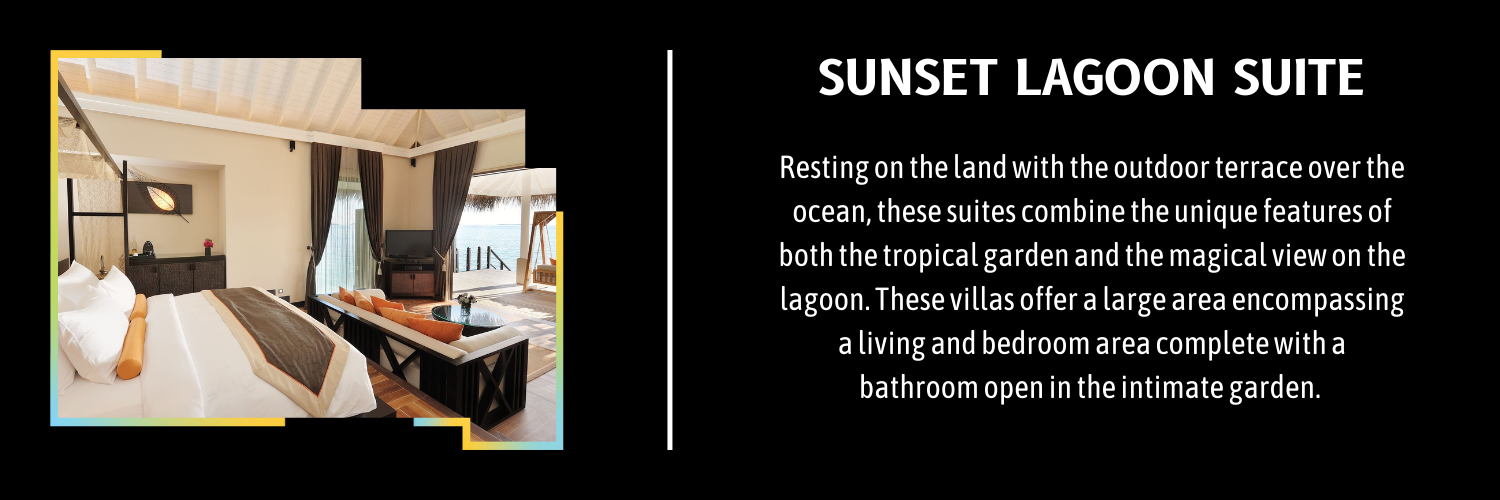 SUNSET LAGOON SUITE
Resting on the land with the outdoor terrace over the
ocean, these suites combine the unique features of
both the tropical garden and the magical view on the
lagoon. These villas offer a large area encompassing
a living and bedroom area complete with a
bathroom open in the intimate garden.